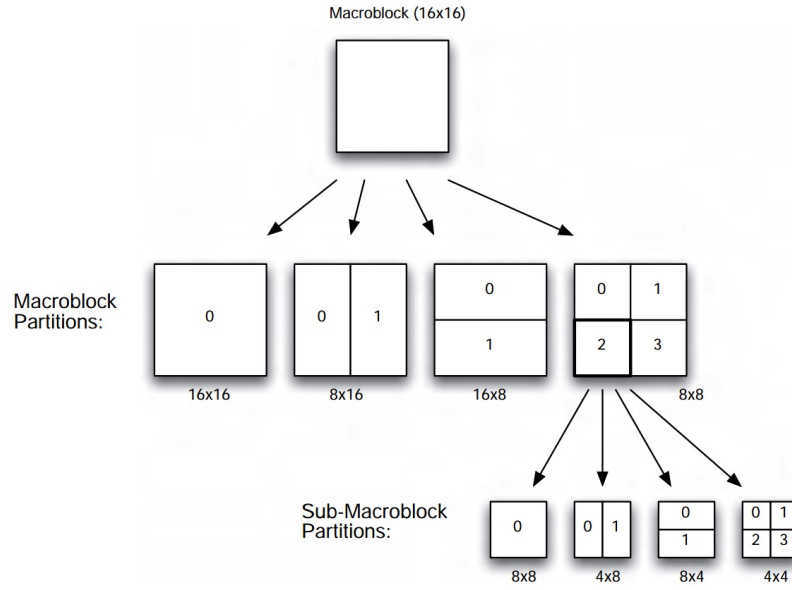 Macroblock (16x16)
Macroblock
Partitions:
0
0 1
0
1
0 1
2 3
16x16
8x16
16x8
8x8
Sub-Macroblock
Partitions:
0
0 1
0
1
0 1
2 3
8x8
4x8
8x4
4x4